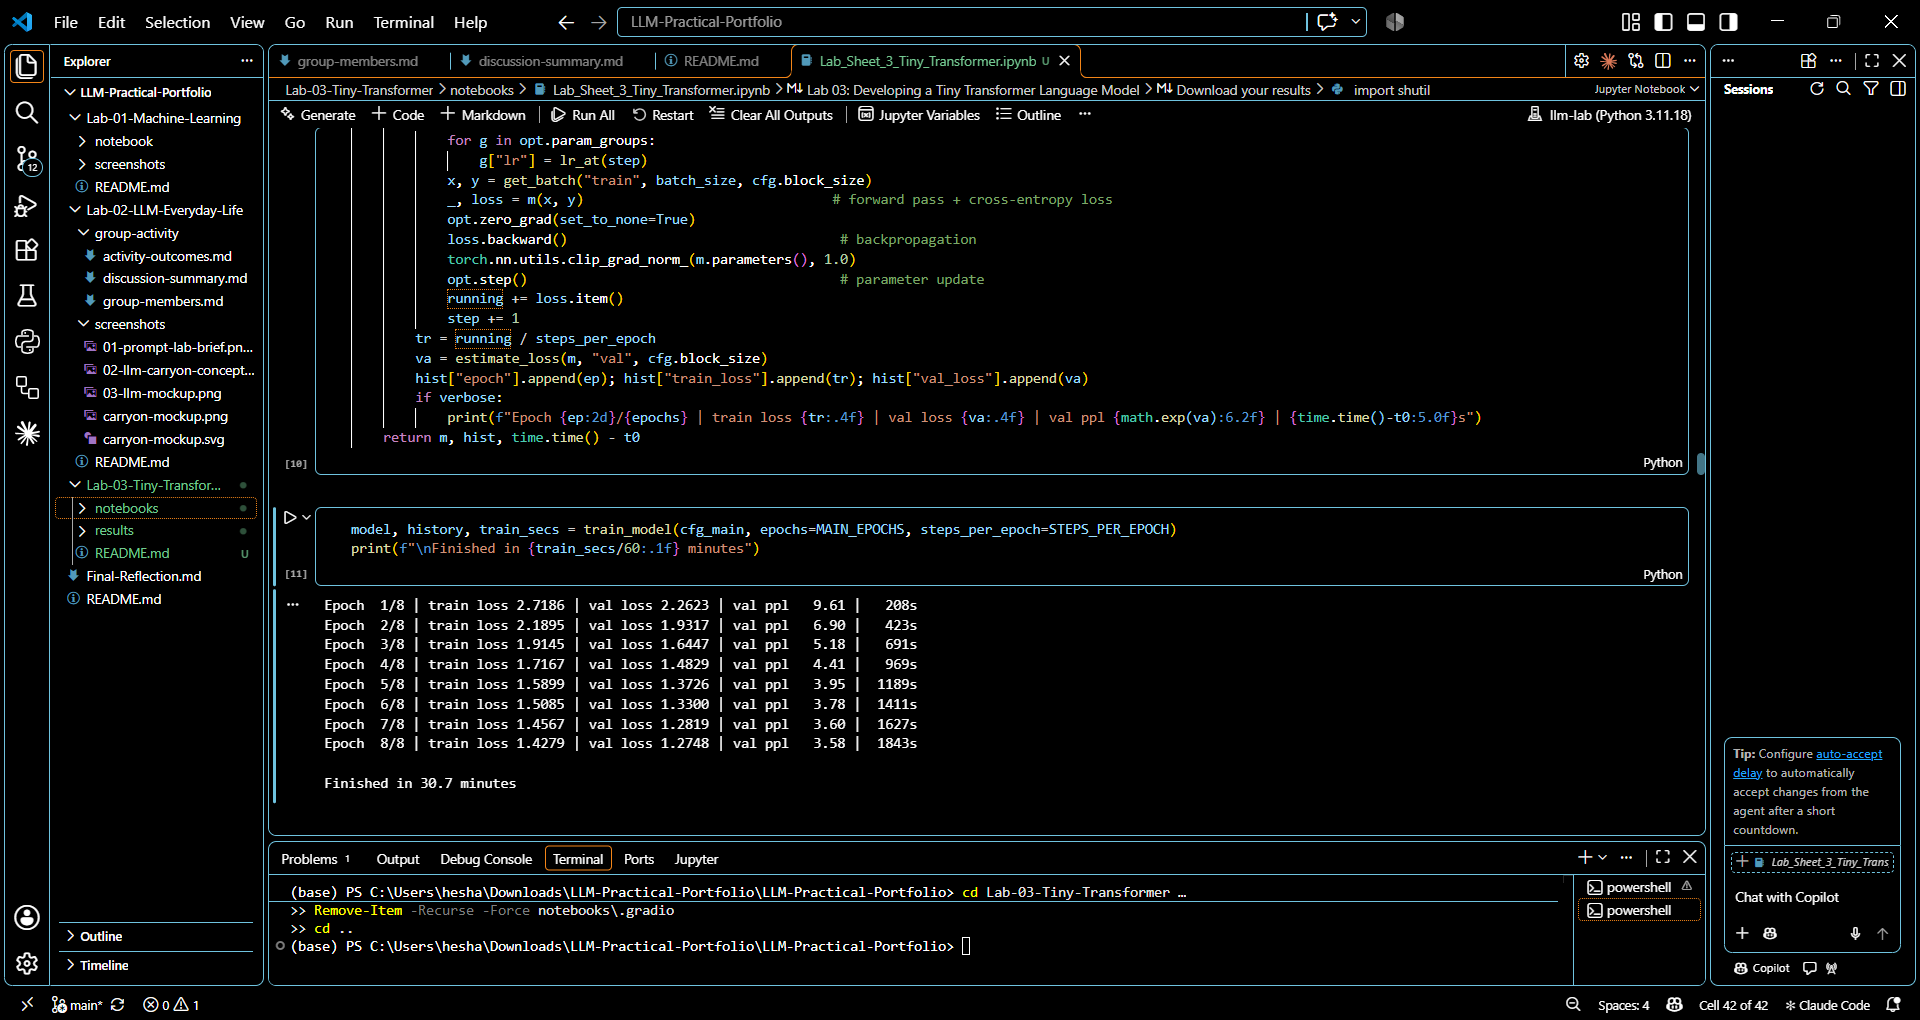 File Edit Selection View Go Run Terminal Help
LLM-Practical-Portfolio
Explorer
LLM-Practical-Portfolio
Lab-01-Machine-Learning
notebook
screenshots
README.md
Lab-02-LLM-Everyday-Life
group-activity
activity-outcomes.md
discussion-summary.md
group-members.md
screenshots
01-prompt-lab-brief.pn...
02-llm-carryon-concept...
03-llm-mockup.png
carryon-mockup.png
carryon-mockup.svg
README.md
Lab-03-Tiny-Transfor...
notebooks
results
README.md U
Final-Reflection.md
README.md
Outline
Timeline
12
group-members.md discussion-summary.md README.md Lab_Sheet_3_Tiny_Transformer.ipynb U
Lab-03-Tiny-Transformer > notebooks > Lab_Sheet_3_Tiny_Transformer.ipynb > M↓ Lab 03: Developing a Tiny Transformer Language Model > M↓ Download your results > import shutil
Jupyter Notebook
Generate + Code + Markdown Run All Restart Clear All Outputs Jupyter Variables Outline ... llm-lab (Python 3.11.18)
for g in opt.param_groups:
g["lr"] = lr_at(step)
x, y = get_batch("train", batch_size, cfg.block_size)
_, loss = m(x, y) # forward pass + cross-entropy loss
opt.zero_grad(set_to_none=True)
loss.backward() # backpropagation
torch.nn.utils.clip_grad_norm_(m.parameters(), 1.0)
opt.step() # parameter update
running += loss.item()
step += 1
tr = running / steps_per_epoch
va = estimate_loss(m, "val", cfg.block_size)
hist["epoch"].append(ep); hist["train_loss"].append(tr); hist["val_loss"].append(va)
if verbose:
print(f"Epoch {ep:2d}/{epochs} | train loss {tr:.4f} | val loss {va:.4f} | val ppl {math.exp(va):6.2f} | {time.time()-t0:5.0f}s")
return m, hist, time.time() - t0
[10] Python
model, history, train_secs = train_model(cfg_main, epochs=MAIN_EPOCHS, steps_per_epoch=STEPS_PER_EPOCH)
print(f"\nFinished in {train_secs/60:.1f} minutes")
[11] Python
Epoch 1/8 | train loss 2.7186 | val loss 2.2623 | val ppl 9.61 | 208s
Epoch 2/8 | train loss 2.1895 | val loss 1.9317 | val ppl 6.90 | 423s
Epoch 3/8 | train loss 1.9145 | val loss 1.6447 | val ppl 5.18 | 691s
Epoch 4/8 | train loss 1.7167 | val loss 1.4829 | val ppl 4.41 | 969s
Epoch 5/8 | train loss 1.5899 | val loss 1.3726 | val ppl 3.95 | 1189s
Epoch 6/8 | train loss 1.5085 | val loss 1.3300 | val ppl 3.78 | 1411s
Epoch 7/8 | train loss 1.4567 | val loss 1.2819 | val ppl 3.60 | 1627s
Epoch 8/8 | train loss 1.4279 | val loss 1.2748 | val ppl 3.58 | 1843s
Finished in 30.7 minutes
Problems 1 Output Debug Console Terminal Ports Jupyter
(base) PS C:\Users\hesha\Downloads\LLM-Practical-Portfolio\LLM-Practical-Portfolio> cd Lab-03-Tiny-Transformer …
>> Remove-Item -Recurse -Force notebooks\.gradio
>> cd ..
(base) PS C:\Users\hesha\Downloads\LLM-Practical-Portfolio\LLM-Practical-Portfolio>
powershell
powershell
Sessions
Tip: Configure auto-accept
delay to automatically
accept changes from the
agent after a short
countdown.
Lab_Sheet_3_Tiny_Trans
Chat with Copilot
Copilot
main* 0 1
Spaces: 4 Cell 42 of 42 Claude Code